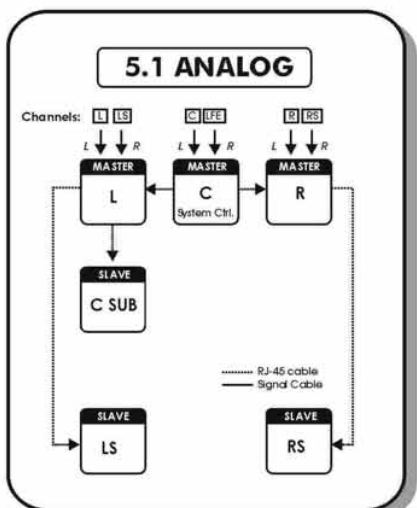 5.1 ANALOG
Channels: L LS C LFE R RS
L R L R L R
MASTER MASTER MASTER
L C R
System Ctrl.
SLAVE
C SUB
RJ-45 cable
Signal Cable
SLAVE SLAVE
LS RS